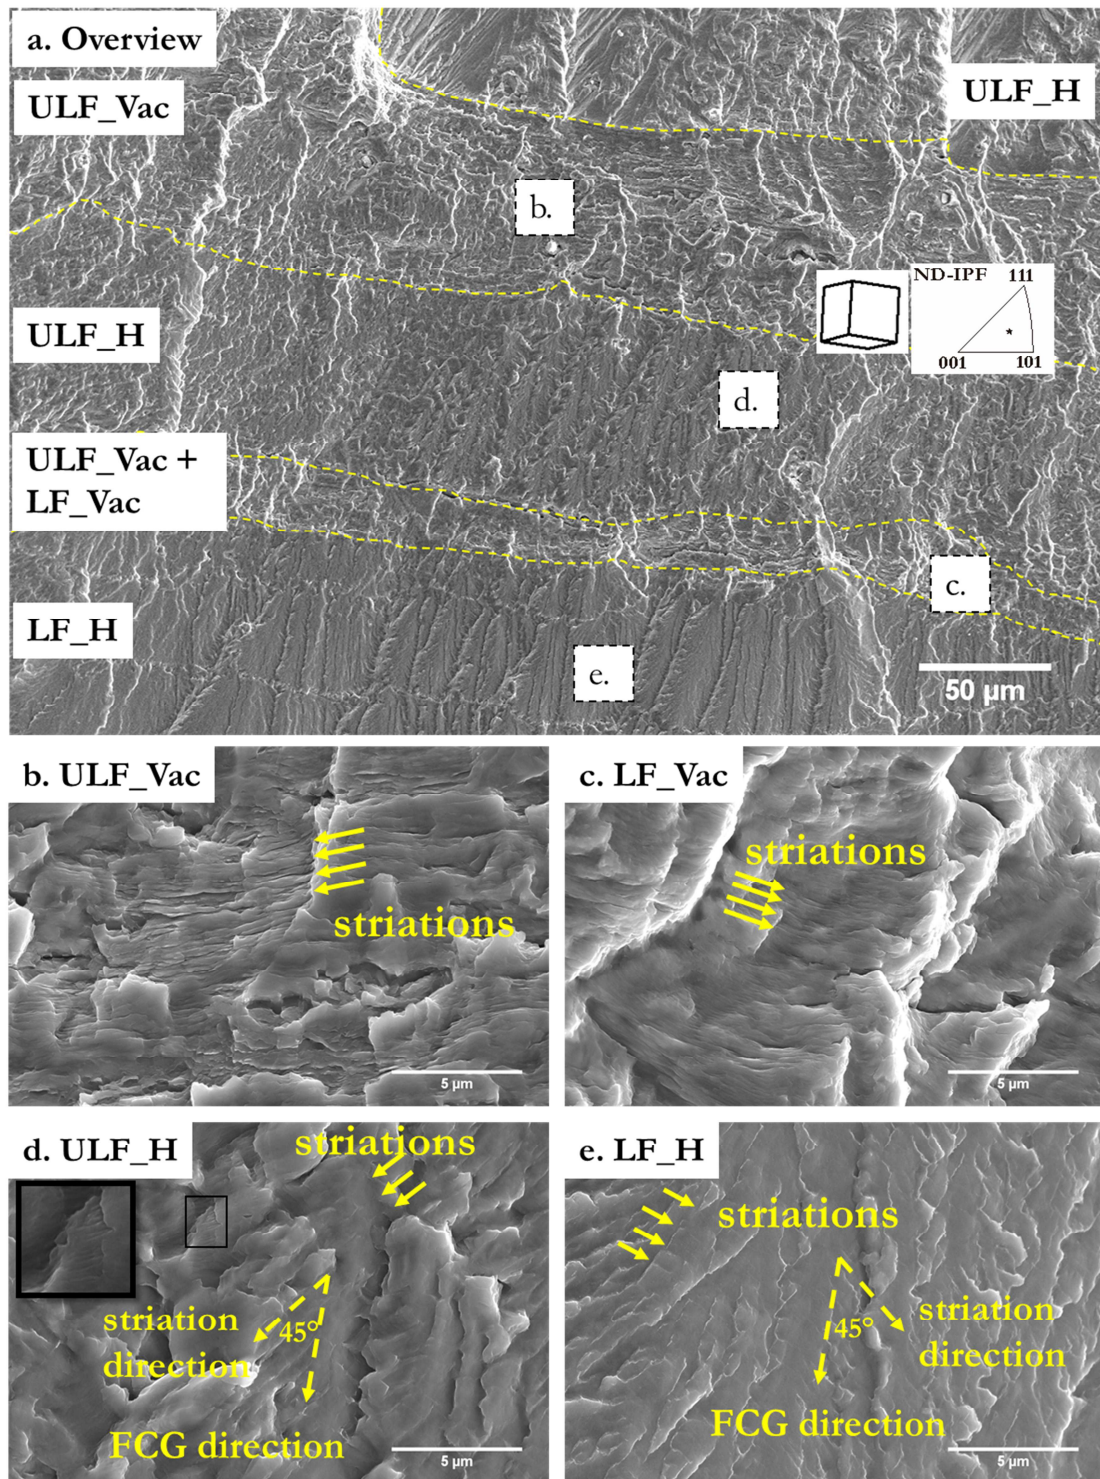 a. Overview
ULF_Vac
ULF_H
b.
ND-IPF 111
001 101
ULF_H
d.
ULF_Vac +
LF_Vac
c.
LF_H
e.
50 µm
b. ULF_Vac
striations
5 µm
c. LF_Vac
striations
5 µm
d. ULF_H
striations
striation
direction
45°
FCG direction
5 µm
e. LF_H
striations
45°
striation
direction
FCG direction
5 µm